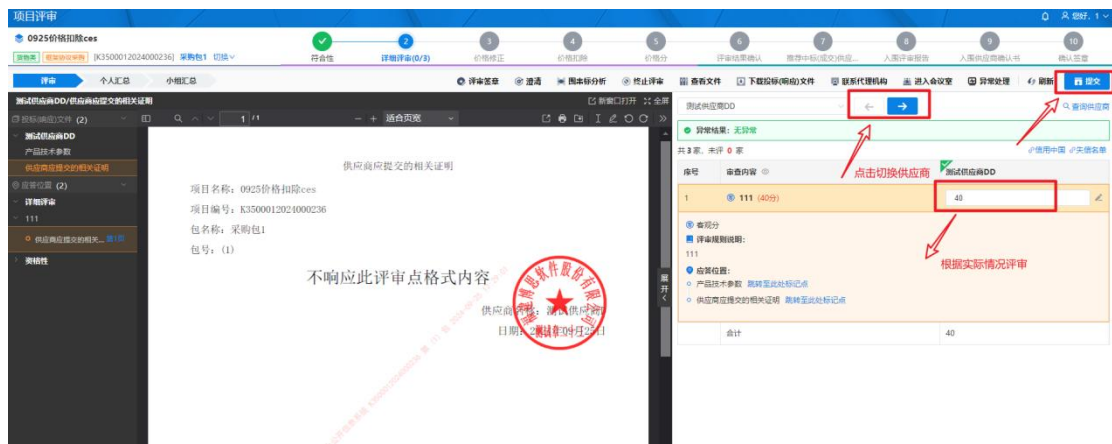 项目评审
您好，1
0925价格扣除ces
[K3500012024000236] 采购包1 切换
1 2 3 4 5 6 7 8 9 10
符合性 详细评审(0/3) 价格修正 价格扣除 价格分 评审结果确认 推荐中标(成交)供应... 入围评审报告 入围供应商确认书 确认签章
评审 个人汇总 小组汇总
评审签章 澄清 围串标分析 终止评审 查看文件 下载投标(响应)文件 联系代理机构 进入会议室 异常处理 刷新 提交
测试供应商DD/供应商应提交的相关证明
新窗口打开 全屏
投标(响应)文件 (2)
1 /1
适合页宽
测试供应商DD
产品技术参数
供应商应提交的相关证明
应答位置 (2)
详细评审
111
供应商应提交的相关...
资格性
供应商应提交的相关证明
项目名称：0925价格扣除ces
项目编号：K3500012024000236
包名称：采购包1
包号：(1)
不响应此评审点格式内容
展开
测试供应商DD
查询供应商
异常结果：无异常
共3家，未评 0 家
信用中国 失信名单
点击切换供应商
序号 审查内容 测试供应商DD
1 111 (40分) 40
客观分
评审规则说明：
111
应答位置：
产品技术参数 跳转至此处标记点
供应商应提交的相关证明 跳转至此处标记点
根据实际情况评审
合计 40